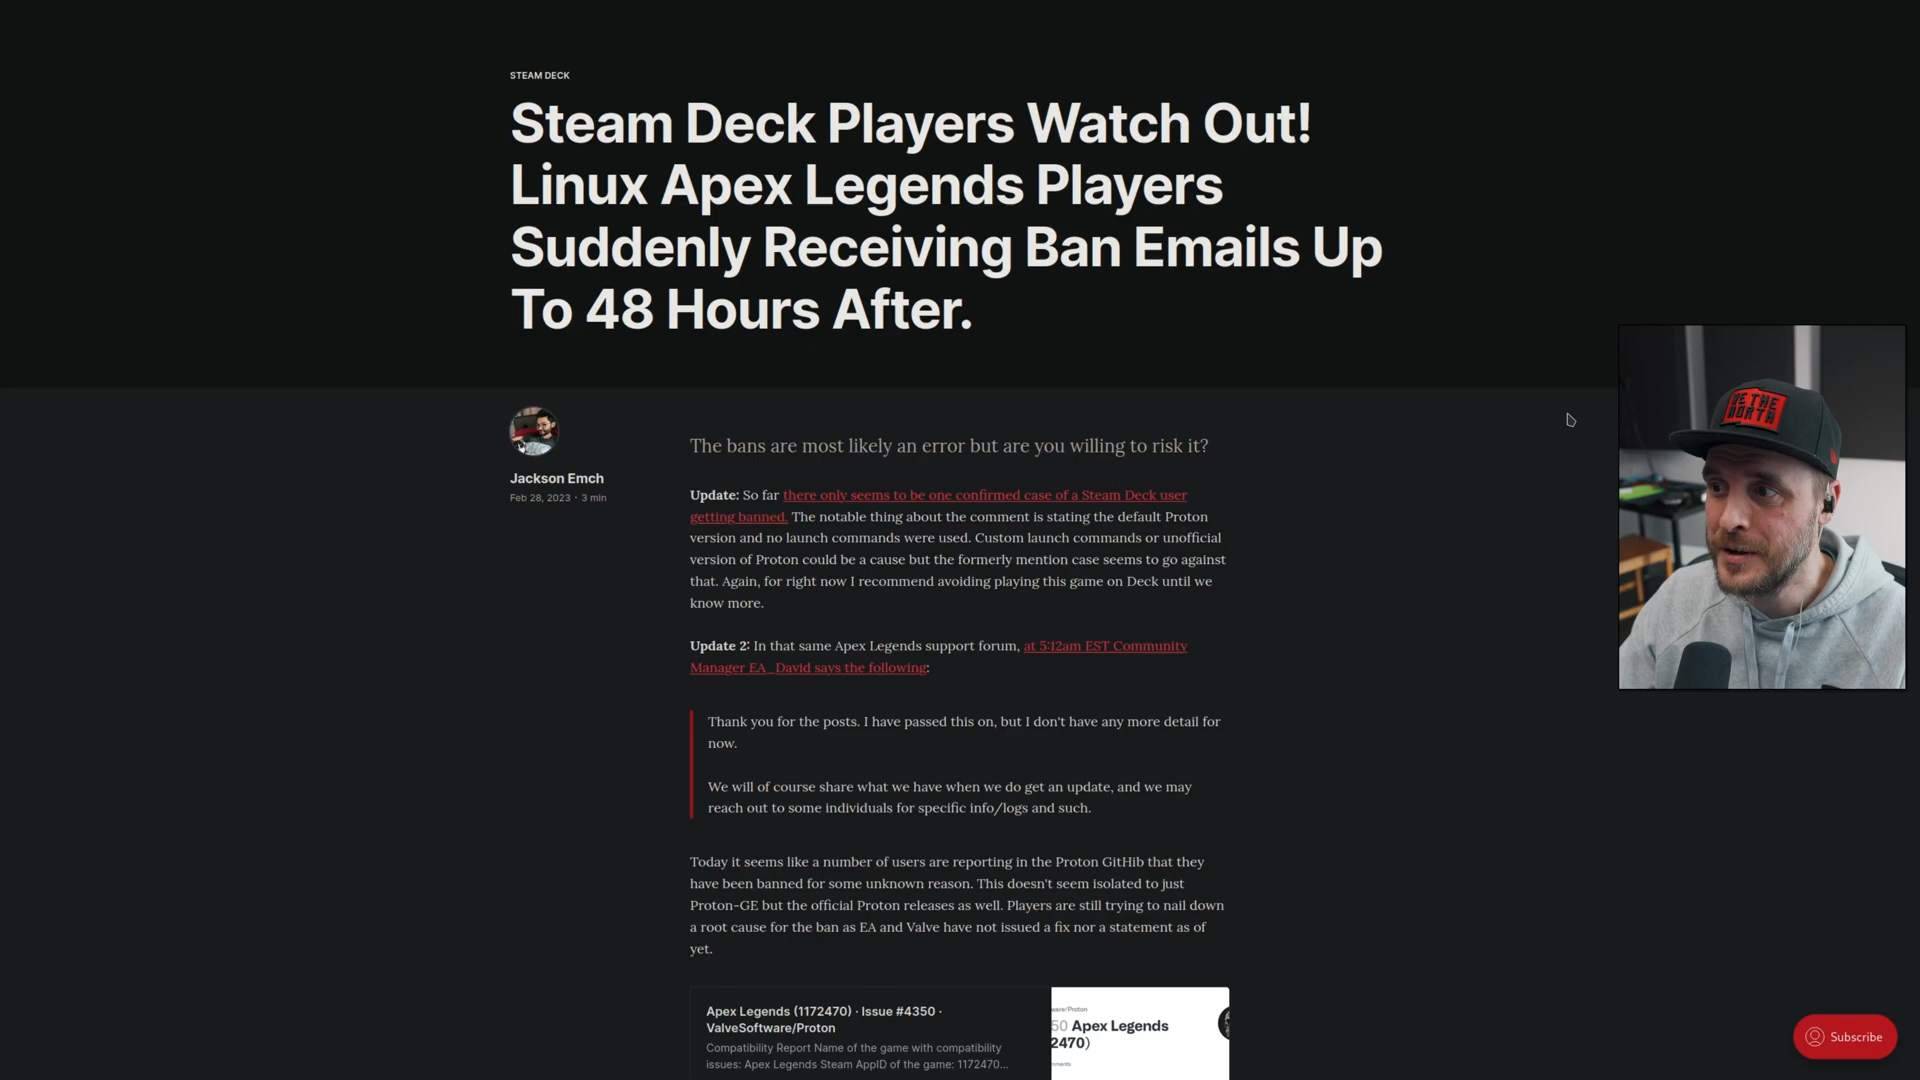 STEAM DECK
Steam Deck Players Watch Out!
Linux Apex Legends Players
Suddenly Receiving Ban Emails Up
To 48 Hours After.
Jackson Emch
Feb 28, 2023 · 3 min
The bans are most likely an error but are you willing to risk it?
Update: So far there only seems to be one confirmed case of a Steam Deck user
getting banned. The notable thing about the comment is stating the default Proton
version and no launch commands were used. Custom launch commands or unofficial
version of Proton could be a cause but the formerly mention case seems to go against
that. Again, for right now I recommend avoiding playing this game on Deck until we
know more.
Update 2: In that same Apex Legends support forum, at 5:12am EST Community
Manager EA_David says the following:
Thank you for the posts. I have passed this on, but I don't have any more detail for
now.
We will of course share what we have when we do get an update, and we may
reach out to some individuals for specific info/logs and such.
Today it seems like a number of users are reporting in the Proton GitHib that they
have been banned for some unknown reason. This doesn't seem isolated to just
Proton-GE but the official Proton releases as well. Players are still trying to nail down
a root cause for the ban as EA and Valve have not issued a fix nor a statement as of
yet.
Apex Legends (1172470) · Issue #4350 ·
ValveSoftware/Proton
Compatibility Report Name of the game with compatibility
issues: Apex Legends Steam AppID of the game: 1172470...
ware/Proton
50 Apex Legends
2470)
WE THE
NORTH
Subscribe